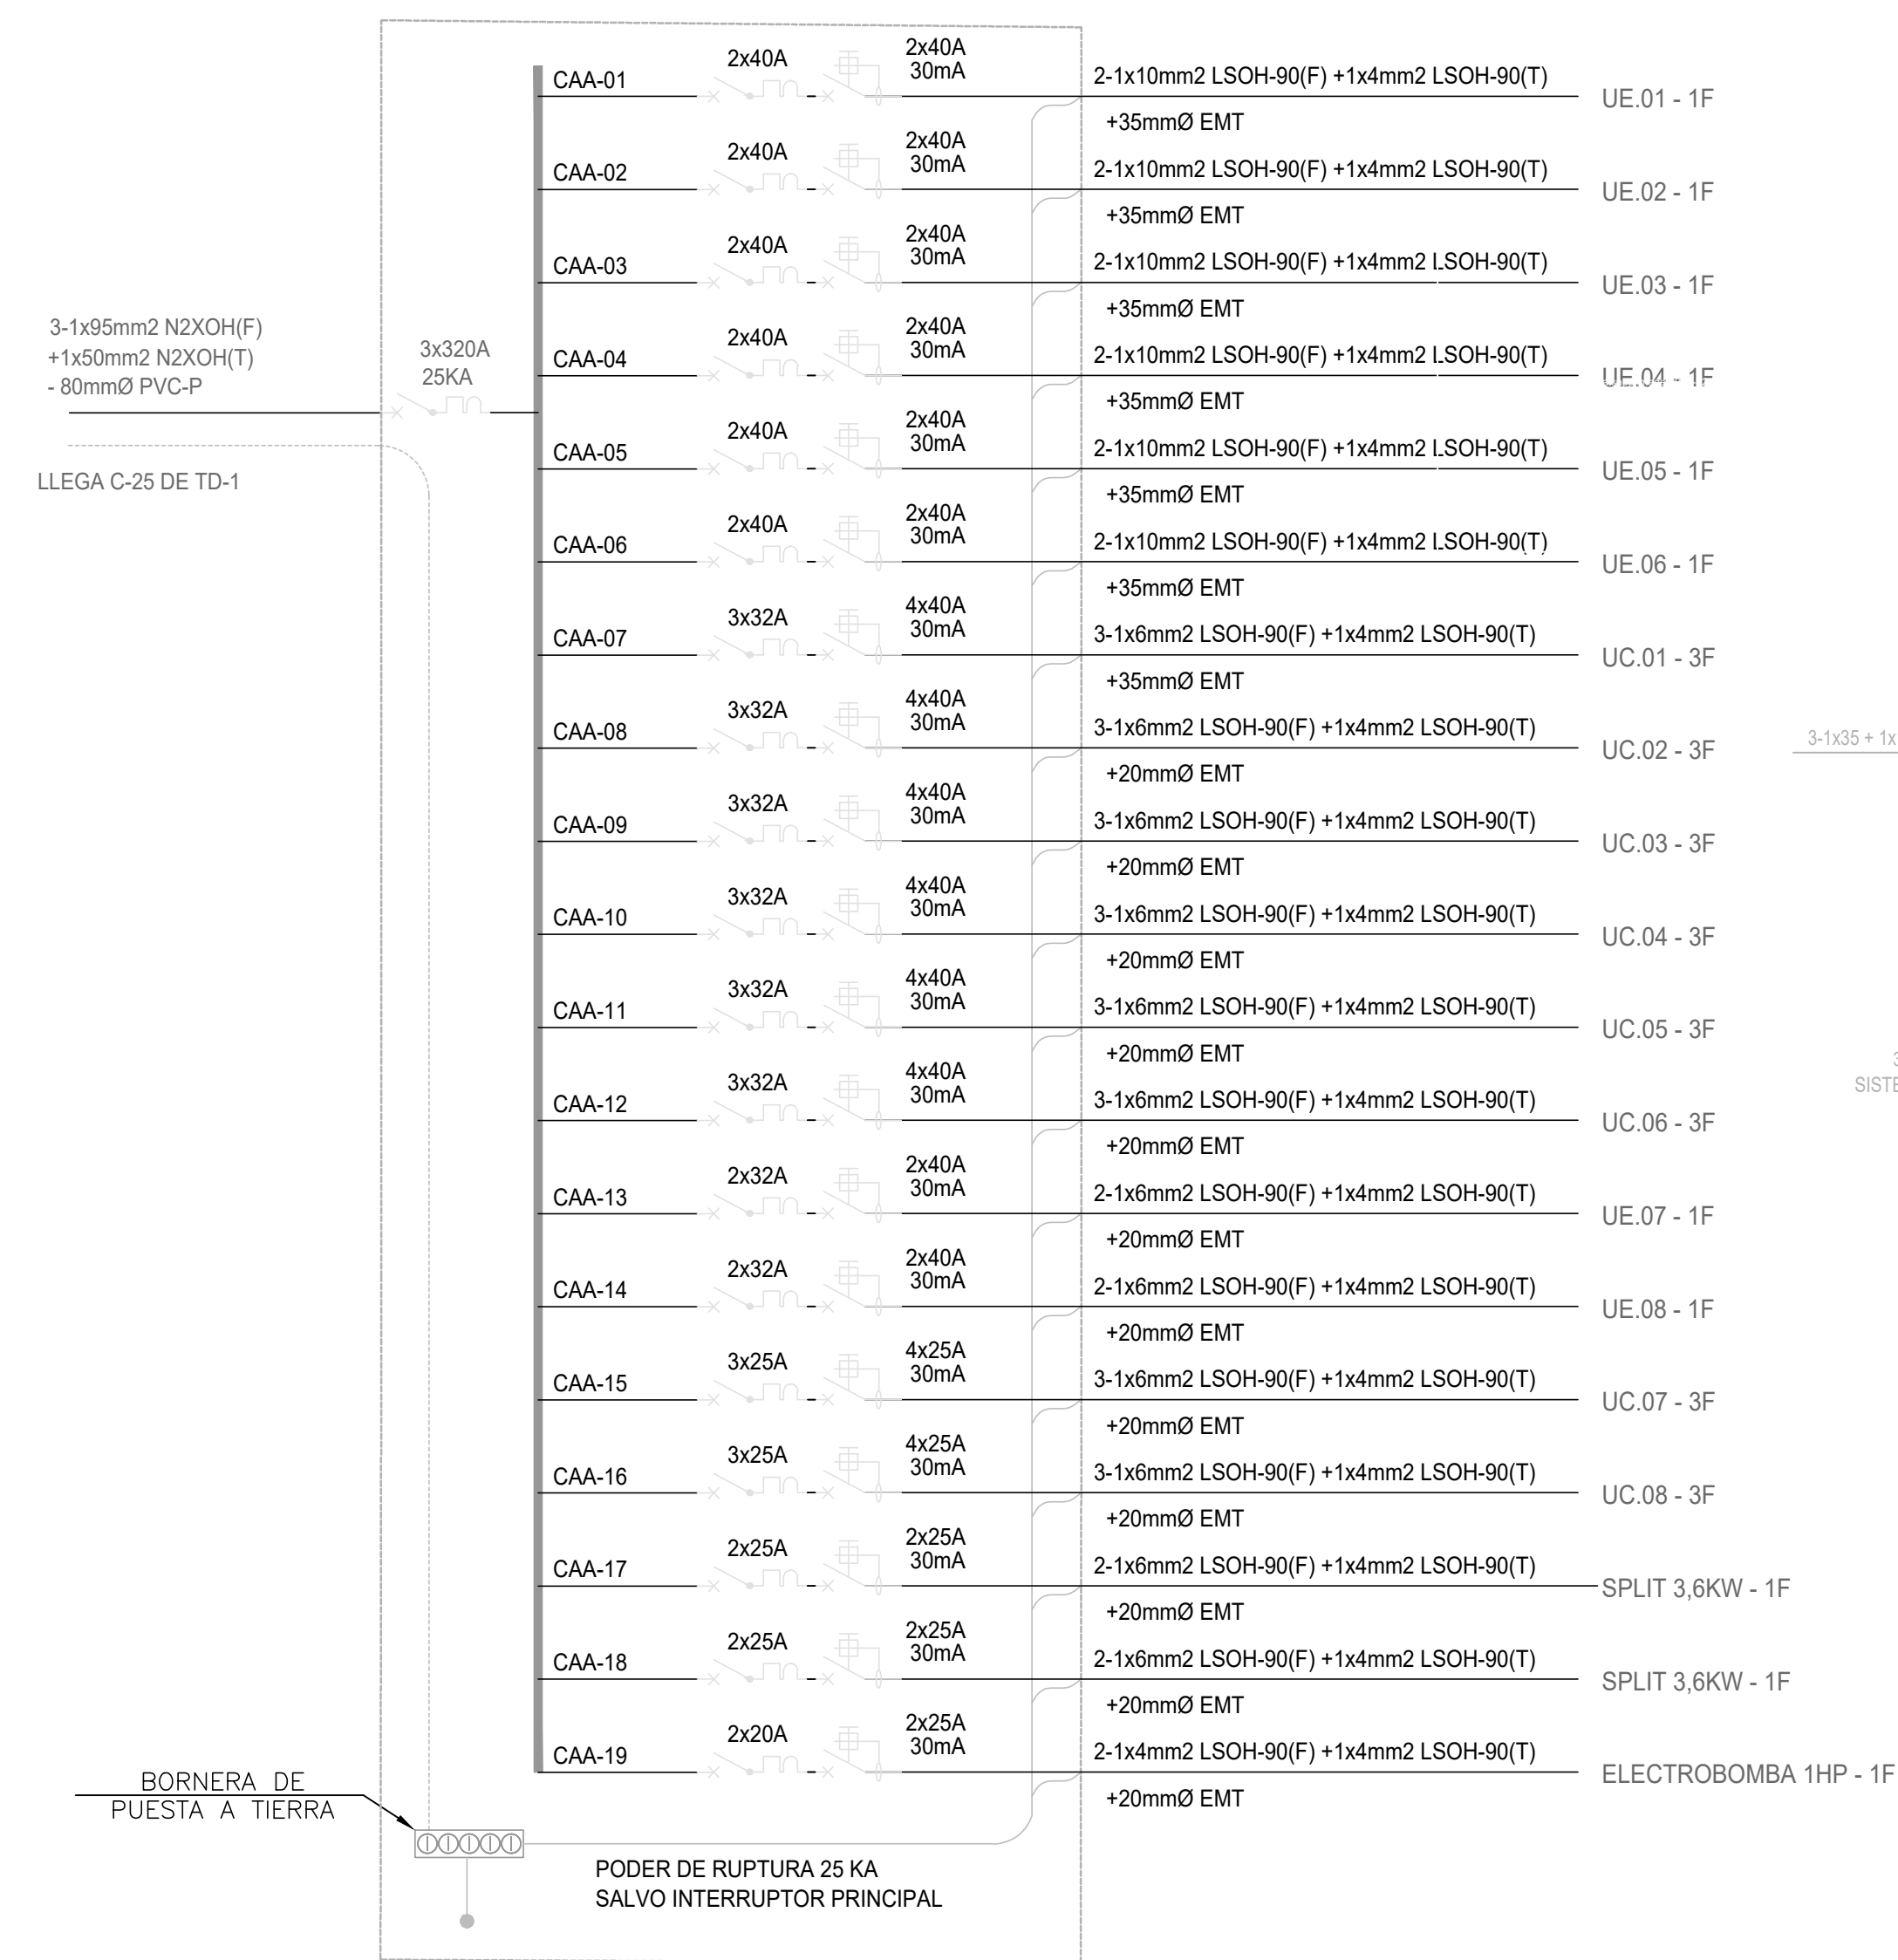 3-1x95mm2 N2XOH(F)
+1x50mm2 N2XOH(T)
- 80mmØ PVC-P
LLEGA C-25 DE TD-1
3x320A
25KA
CAA-01
2x40A
2x40A
30mA
2-1x10mm2 LSOH-90(F) +1x4mm2 LSOH-90(T)
+35mmØ EMT
UE.01 - 1F
CAA-02
2x40A
2x40A
30mA
2-1x10mm2 LSOH-90(F) +1x4mm2 LSOH-90(T)
+35mmØ EMT
UE.02 - 1F
CAA-03
2x40A
2x40A
30mA
2-1x10mm2 LSOH-90(F) +1x4mm2 LSOH-90(T)
+35mmØ EMT
UE.03 - 1F
CAA-04
2x40A
2x40A
30mA
2-1x10mm2 LSOH-90(F) +1x4mm2 LSOH-90(T)
+35mmØ EMT
UE.04 - 1F
CAA-05
2x40A
2x40A
30mA
2-1x10mm2 LSOH-90(F) +1x4mm2 LSOH-90(T)
+35mmØ EMT
UE.05 - 1F
CAA-06
2x40A
2x40A
30mA
2-1x10mm2 LSOH-90(F) +1x4mm2 LSOH-90(T)
+35mmØ EMT
UE.06 - 1F
CAA-07
3x32A
4x40A
30mA
3-1x6mm2 LSOH-90(F) +1x4mm2 LSOH-90(T)
+35mmØ EMT
UC.01 - 3F
CAA-08
3x32A
4x40A
30mA
3-1x6mm2 LSOH-90(F) +1x4mm2 LSOH-90(T)
+20mmØ EMT
UC.02 - 3F
3-1x35 + 1x
CAA-09
3x32A
4x40A
30mA
3-1x6mm2 LSOH-90(F) +1x4mm2 LSOH-90(T)
+20mmØ EMT
UC.03 - 3F
CAA-10
3x32A
4x40A
30mA
3-1x6mm2 LSOH-90(F) +1x4mm2 LSOH-90(T)
+20mmØ EMT
UC.04 - 3F
CAA-11
3x32A
4x40A
30mA
3-1x6mm2 LSOH-90(F) +1x4mm2 LSOH-90(T)
+20mmØ EMT
UC.05 - 3F
SISTE
CAA-12
3x32A
4x40A
30mA
3-1x6mm2 LSOH-90(F) +1x4mm2 LSOH-90(T)
+20mmØ EMT
UC.06 - 3F
CAA-13
2x32A
2x40A
30mA
2-1x6mm2 LSOH-90(F) +1x4mm2 LSOH-90(T)
+20mmØ EMT
UE.07 - 1F
CAA-14
2x32A
2x40A
30mA
2-1x6mm2 LSOH-90(F) +1x4mm2 LSOH-90(T)
+20mmØ EMT
UE.08 - 1F
CAA-15
3x25A
4x25A
30mA
3-1x6mm2 LSOH-90(F) +1x4mm2 LSOH-90(T)
+20mmØ EMT
UC.07 - 3F
CAA-16
3x25A
4x25A
30mA
3-1x6mm2 LSOH-90(F) +1x4mm2 LSOH-90(T)
+20mmØ EMT
UC.08 - 3F
CAA-17
2x25A
2x25A
30mA
2-1x6mm2 LSOH-90(F) +1x4mm2 LSOH-90(T)
+20mmØ EMT
SPLIT 3,6KW - 1F
CAA-18
2x25A
2x25A
30mA
2-1x6mm2 LSOH-90(F) +1x4mm2 LSOH-90(T)
+20mmØ EMT
SPLIT 3,6KW - 1F
CAA-19
2x20A
2x25A
30mA
2-1x4mm2 LSOH-90(F) +1x4mm2 LSOH-90(T)
+20mmØ EMT
ELECTROBOMBA 1HP - 1F
BORNERA DE
PUESTA A TIERRA
PODER DE RUPTURA 25 KA
SALVO INTERRUPTOR PRINCIPAL